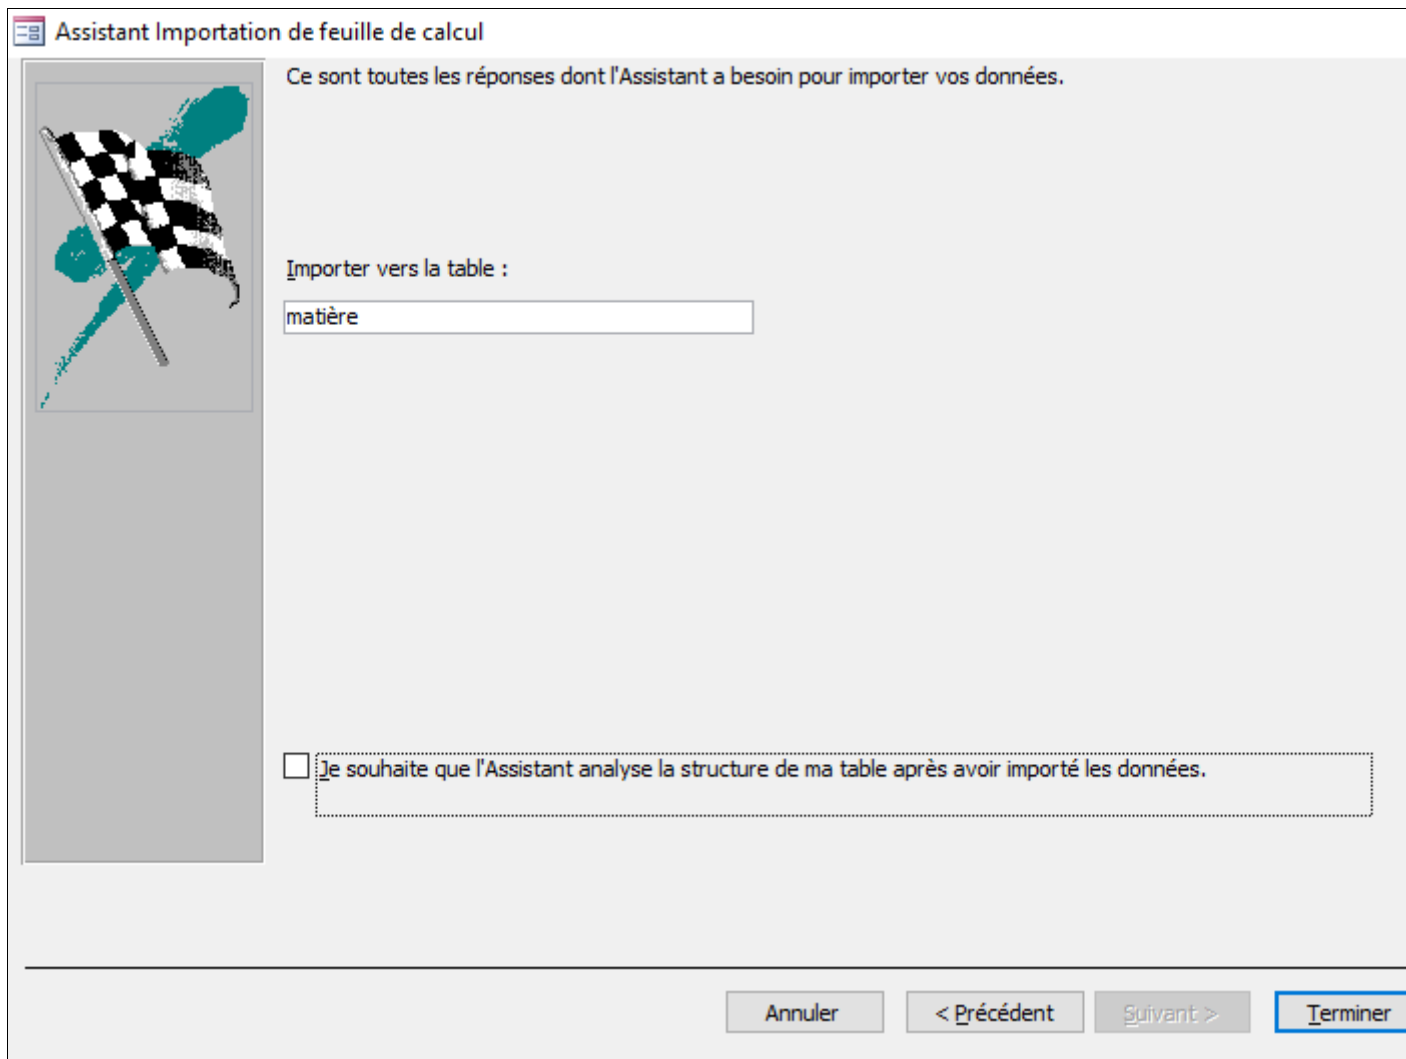 Assistant Importation de feuille de calcul
Ce sont toutes les réponses dont l'Assistant a besoin pour importer vos données.
Importer vers la table :
matière
Je souhaite que l'Assistant analyse la structure de ma table après avoir importé les données.
Annuler
< Précédent
Suivant >
Terminer